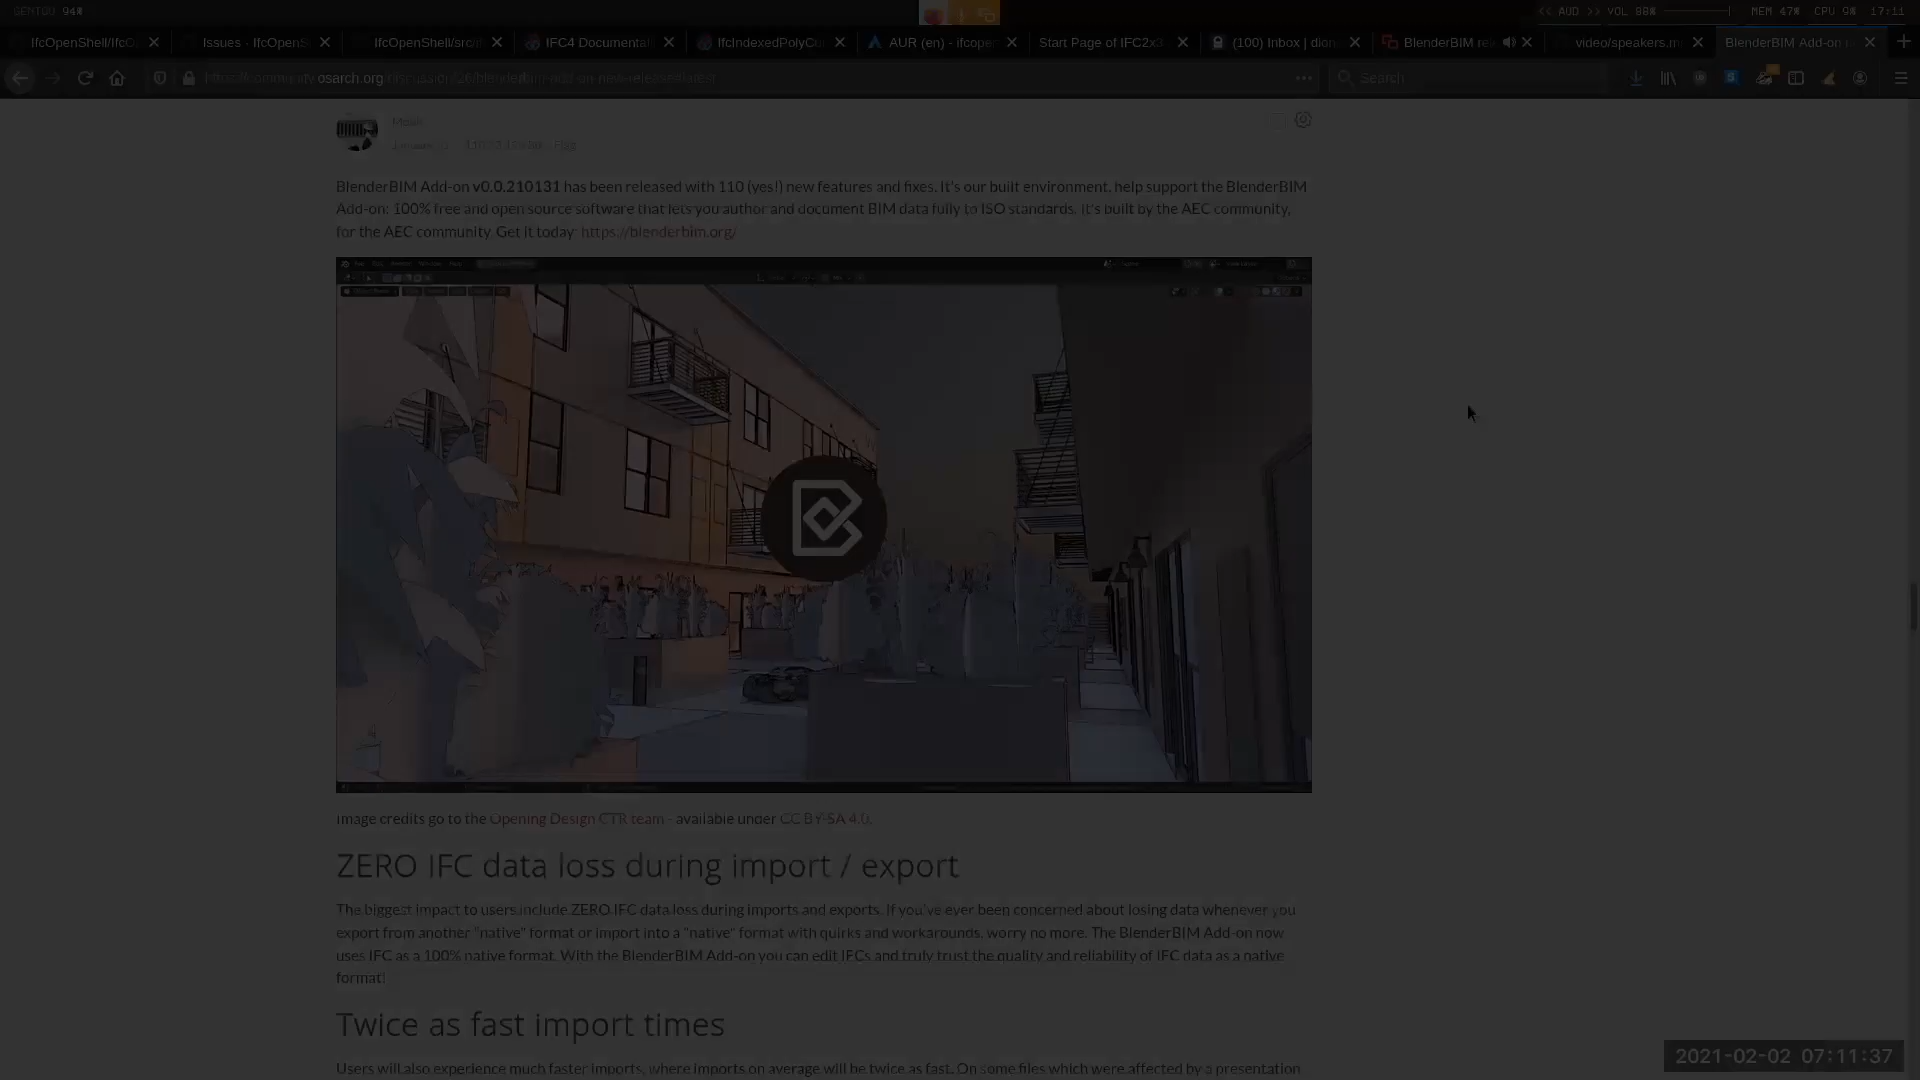 GENTOO 94%
<< AUD >> VOL 88%
MEM 47% CPU 9% 17:11
IfcOpenShell/IfcO
Issues · IfcOpenS
IfcOpenShell/src/if
IFC4 Documentat
IfcIndexedPolyCu
AUR (en) - ifcopen
Start Page of IFC2x3
(100) Inbox | dion
BlenderBIM rev
video/speakers.m
BlenderBIM Add-on
osarch.org
Search
BlenderBIM Add-on v0.0.210131 has been released with 110 (yes!) new features and fixes. It's our built environment, help support the BlenderBIM
Add-on: 100% free and open source software that lets you author and document BIM data fully to ISO standards. It's built by the AEC community,
for the AEC community. Get it today: https://blenderbim.org/
Image credits go to the Opening Design CTR team - available under CC BY-SA 4.0.
ZERO IFC data loss during import / export
The biggest impact to users include ZERO IFC data loss during imports and exports. If you've ever been concerned about losing data whenever you
export from another "native" format or import into a "native" format with quirks and workarounds, worry no more. The BlenderBIM Add-on now
uses IFC as a 100% native format. With the BlenderBIM Add-on you can edit IFCs and truly trust the quality and reliability of IFC data as a native
format!
Twice as fast import times
Users will also experience much faster imports, where imports on average will be twice as fast. On some files which were affected by a presentation
2021-02-02 07:11:37